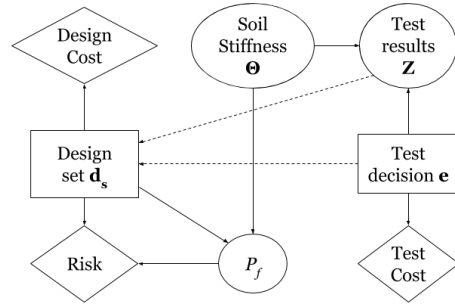 Design
Cost
Soil
Stiffness
Θ
Test
results
Z
Design
set d_s
Test
decision e
Risk
P_f
Test
Cost